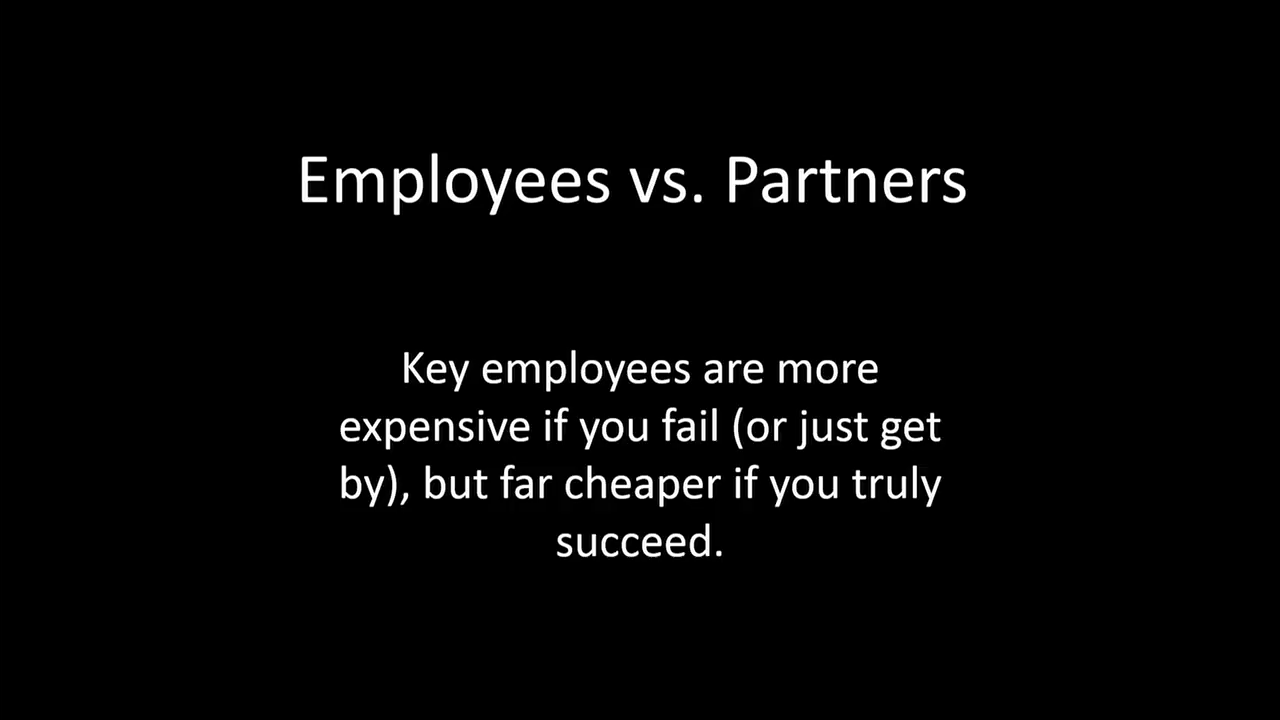 Employees vs. Partners
Key employees are more
expensive if you fail (or just get
by), but far cheaper if you truly
succeed.